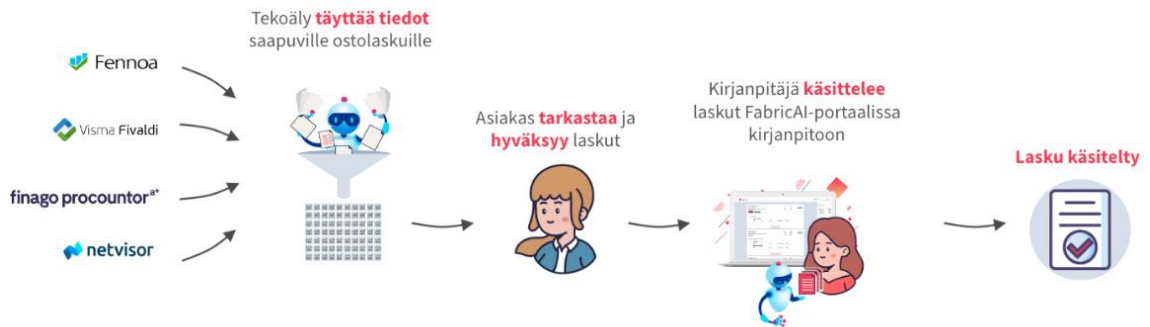 Tekoäly täyttää tiedot
saapuville ostolaskuille
Fennoa
Visma Fivaldi
finago procountor a+
netvisor
Asiakas tarkastaa ja
hyväksyy laskut
Kirjanpitäjä käsittelee
laskut FabricAI-portaalissa
kirjanpitoon
Lasku käsitelty